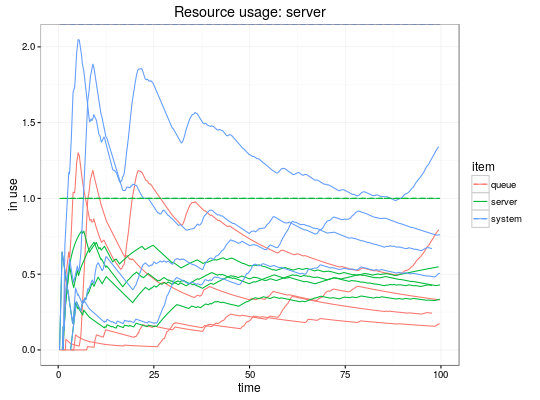 Resource usage: server
2.0
1.5
1.0
0.5
0.0
in use
0
25
50
75
100
time
item
queue
server
system